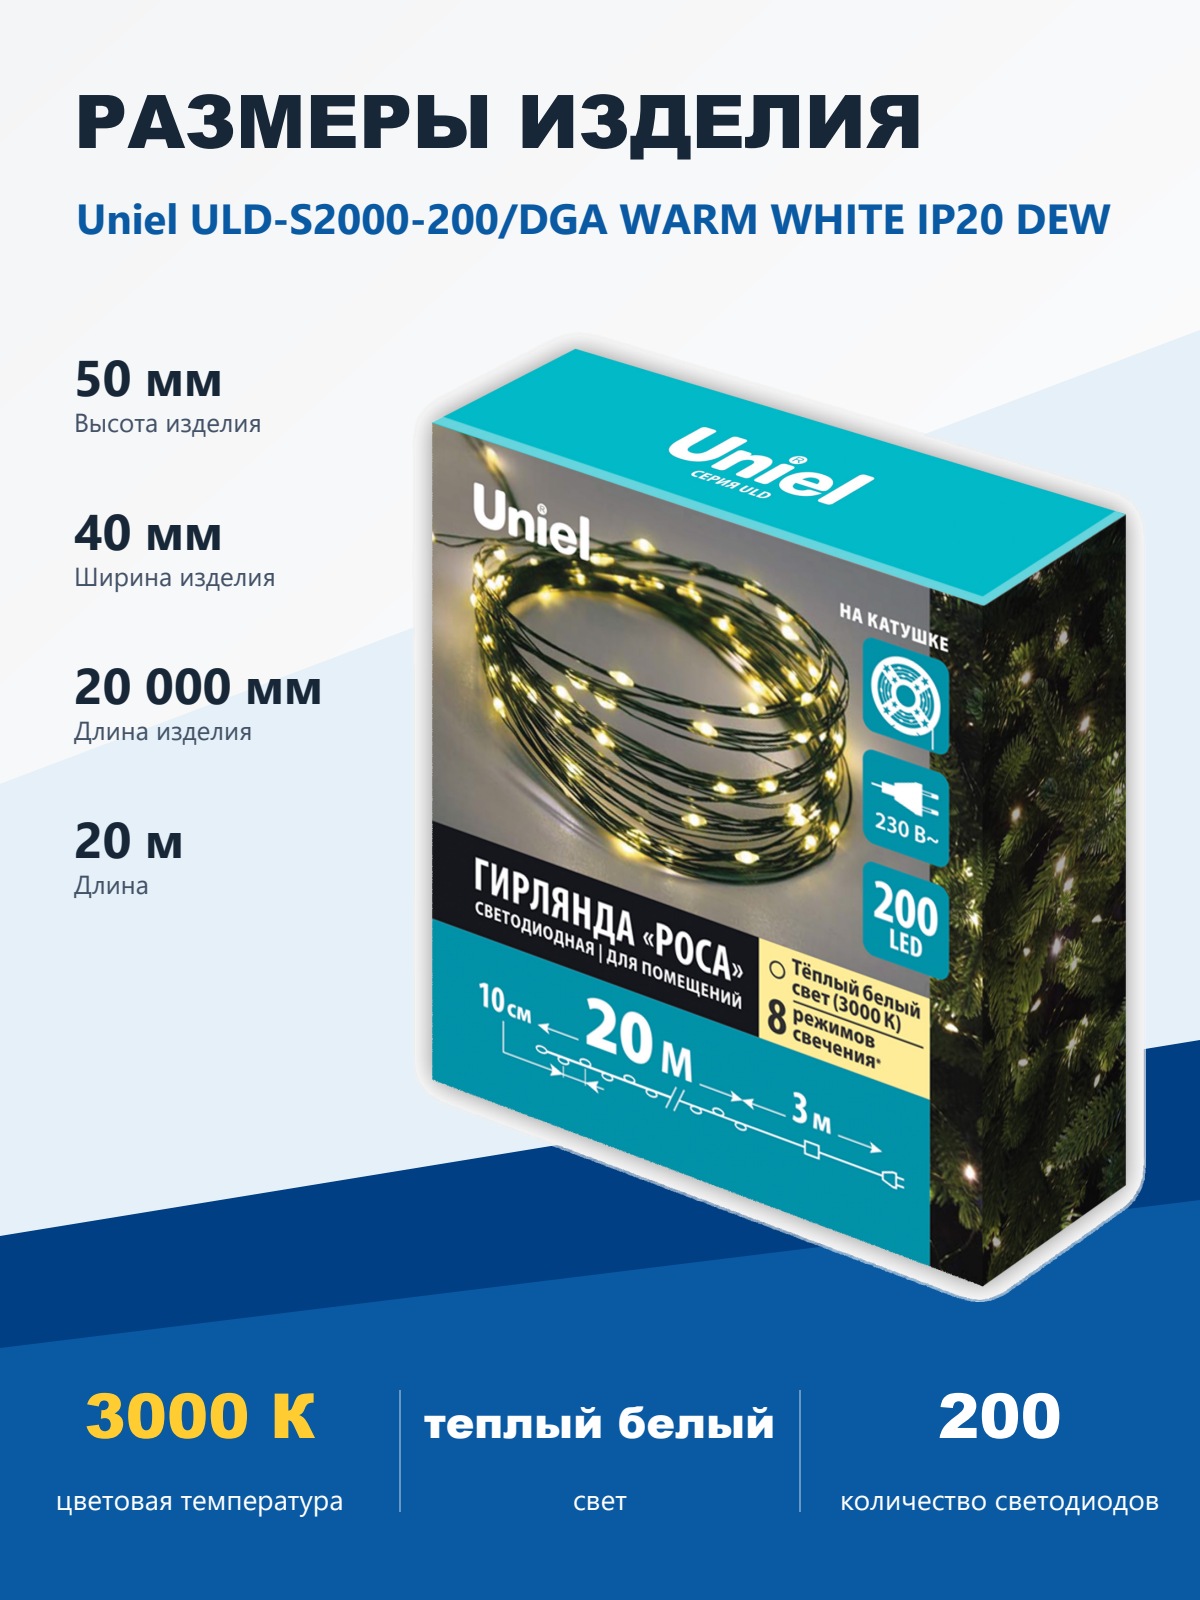 РАЗМЕРЫ ИЗДЕЛИЯ
Uniel ULD-S2000-200/DGA WARM WHITE IP20 DEW
50 мм
Высота изделия
40 мм
Ширина изделия
20 000 мм
Длина изделия
20 м
Длина
Uniel®
СЕРИЯ ULD
Uniel®
НА КАТУШКЕ
230 В~
200
LED
ГИРЛЯНДА «РОСА»
СВЕТОДИОДНАЯ | ДЛЯ ПОМЕЩЕНИЙ
Тёплый белый
свет (3000 К)
8 режимов
свечения*
10 см
20 м
3 м
3000 К
цветовая температура
теплый белый
свет
200
количество светодиодов